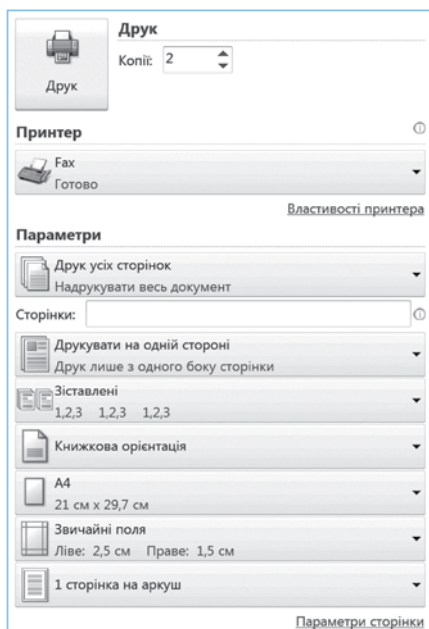 Друк
Копії: 2
Друк
Принтер
Fax
Готово
Властивості принтера
Параметри
Друк усіх сторінок
Надрукувати весь документ
Сторінки:
Друкувати на одній стороні
Друк лише з одного боку сторінки
Зіставлені
1,2,3 1,2,3 1,2,3
Книжкова орієнтація
A4
21 см x 29,7 см
Звичайні поля
Ліве: 2,5 см Праве: 1,5 см
1 сторінка на аркуш
Параметри сторінки